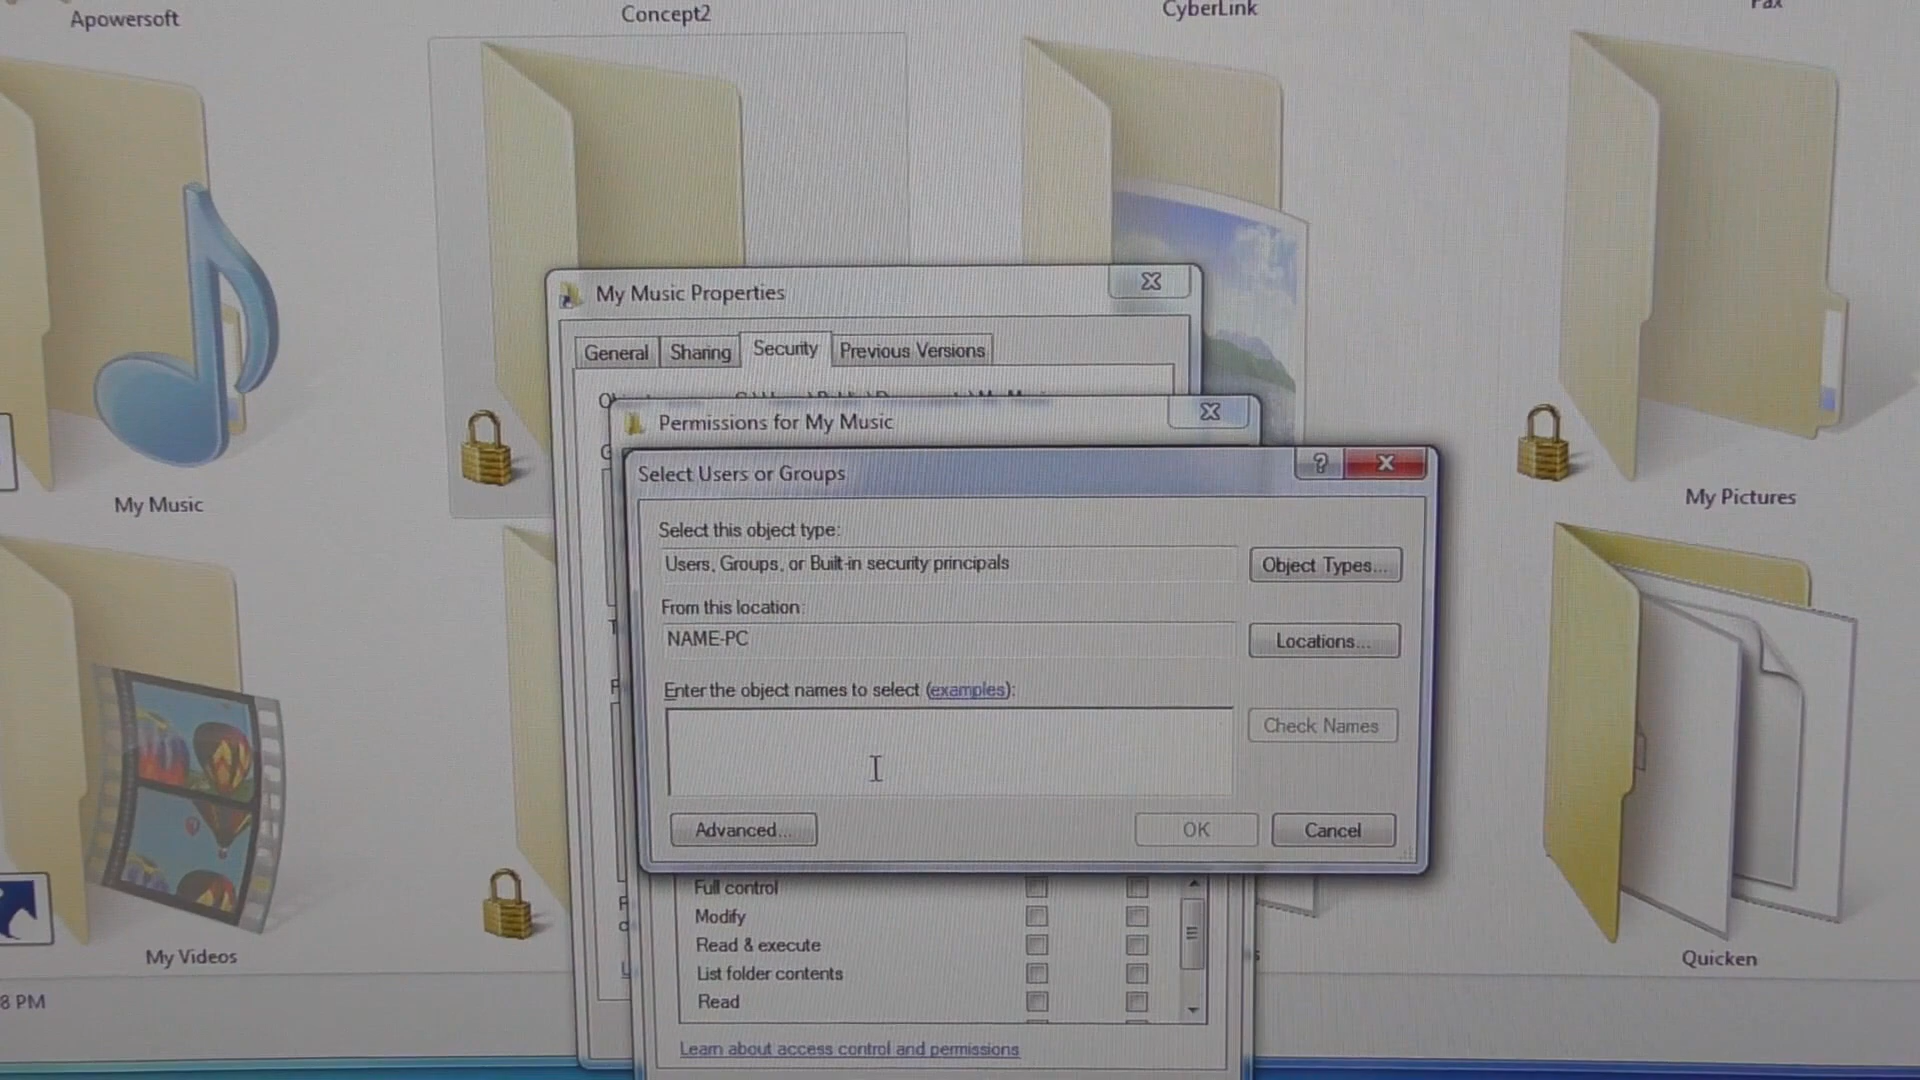 Apowersoft
Concept2
CyberLink
Fax
My Music
My Pictures
My Videos
Quicken
8 PM
My Music Properties
General
Sharing
Security
Previous Versions
Permissions for My Music
Select Users or Groups
Select this object type:
Users, Groups, or Built-in security principals
Object Types...
From this location:
NAME-PC
Locations...
Enter the object names to select (examples):
Check Names
Advanced...
OK
Cancel
Full control
Modify
Read & execute
List folder contents
Read
Learn about access control and permissions